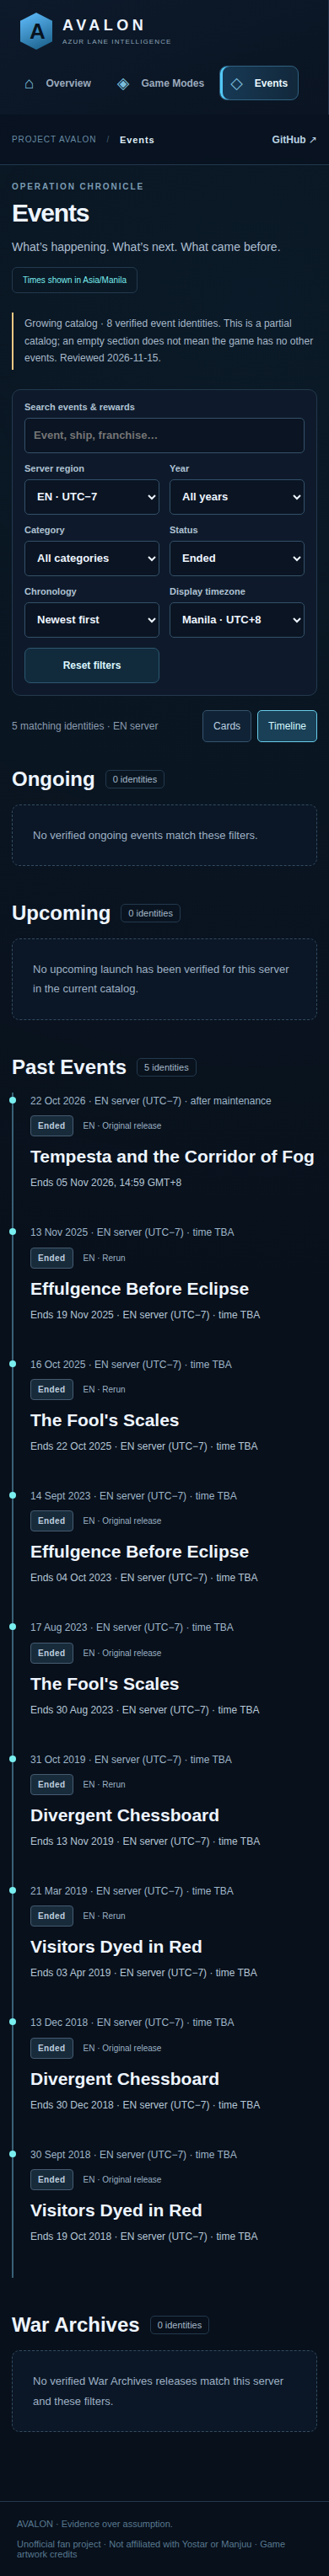 AVALON
AZUR LANE INTELLIGENCE
Overview
Game Modes
Events
PROJECT AVALON / Events
GitHub ↗
OPERATION CHRONICLE
Events
What's happening. What's next. What came before.
Times shown in Asia/Manila
Growing catalog · 8 verified event identities. This is a partial
catalog; an empty section does not mean the game has no other
events. Reviewed 2026-11-15.
Search events & rewards
Event, ship, franchise…
Server region
Year
EN · UTC−7
All years
Category
Status
All categories
Ended
Chronology
Display timezone
Newest first
Manila · UTC+8
Reset filters
5 matching identities · EN server
Cards
Timeline
Ongoing
0 identities
No verified ongoing events match these filters.
Upcoming
0 identities
No upcoming launch has been verified for this server
in the current catalog.
Past Events
5 identities
22 Oct 2026 · EN server (UTC−7) · after maintenance
Ended
EN · Original release
Tempesta and the Corridor of Fog
Ends 05 Nov 2026, 14:59 GMT+8
13 Nov 2025 · EN server (UTC−7) · time TBA
Ended
EN · Rerun
Effulgence Before Eclipse
Ends 19 Nov 2025 · EN server (UTC−7) · time TBA
16 Oct 2025 · EN server (UTC−7) · time TBA
Ended
EN · Rerun
The Fool's Scales
Ends 22 Oct 2025 · EN server (UTC−7) · time TBA
14 Sept 2023 · EN server (UTC−7) · time TBA
Ended
EN · Original release
Effulgence Before Eclipse
Ends 04 Oct 2023 · EN server (UTC−7) · time TBA
17 Aug 2023 · EN server (UTC−7) · time TBA
Ended
EN · Original release
The Fool's Scales
Ends 30 Aug 2023 · EN server (UTC−7) · time TBA
31 Oct 2019 · EN server (UTC−7) · time TBA
Ended
EN · Rerun
Divergent Chessboard
Ends 13 Nov 2019 · EN server (UTC−7) · time TBA
21 Mar 2019 · EN server (UTC−7) · time TBA
Ended
EN · Rerun
Visitors Dyed in Red
Ends 03 Apr 2019 · EN server (UTC−7) · time TBA
13 Dec 2018 · EN server (UTC−7) · time TBA
Ended
EN · Original release
Divergent Chessboard
Ends 30 Dec 2018 · EN server (UTC−7) · time TBA
30 Sept 2018 · EN server (UTC−7) · time TBA
Ended
EN · Original release
Visitors Dyed in Red
Ends 19 Oct 2018 · EN server (UTC−7) · time TBA
War Archives
0 identities
No verified War Archives releases match this server
and these filters.
AVALON · Evidence over assumption.
Unofficial fan project · Not affiliated with Yostar or Manjuu · Game
artwork credits